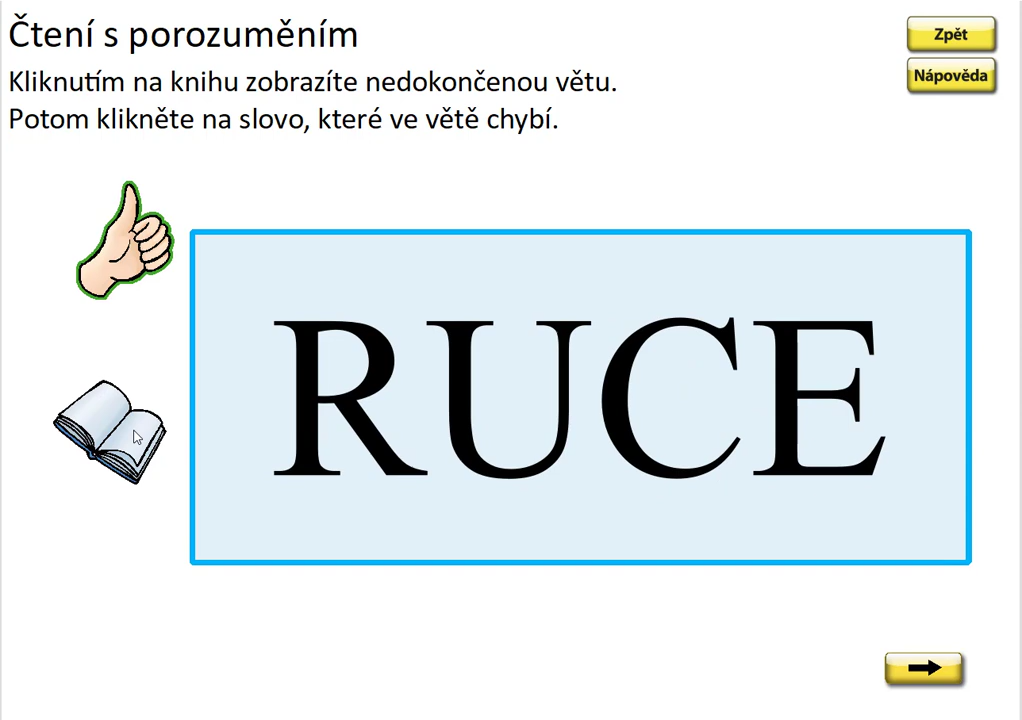 Čtení s porozuměním
Zpět
Nápověda
Kliknutím na knihu zobrazíte nedokončenou větu.
Potom klikněte na slovo, které ve větě chybí.
RUCE